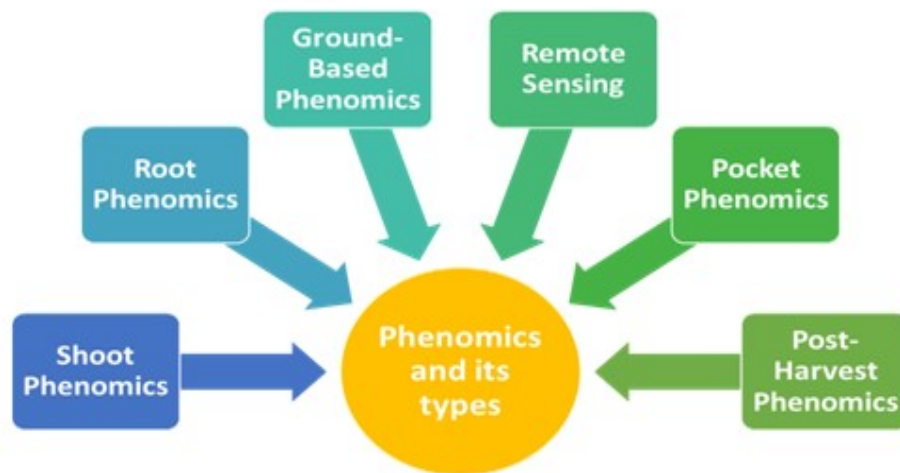 Ground-
Based
Phenomics
Remote
Sensing
Root
Phenomics
Pocket
Phenomics
Shoot
Phenomics
Phenomics
and its
types
Post-
Harvest
Phenomics